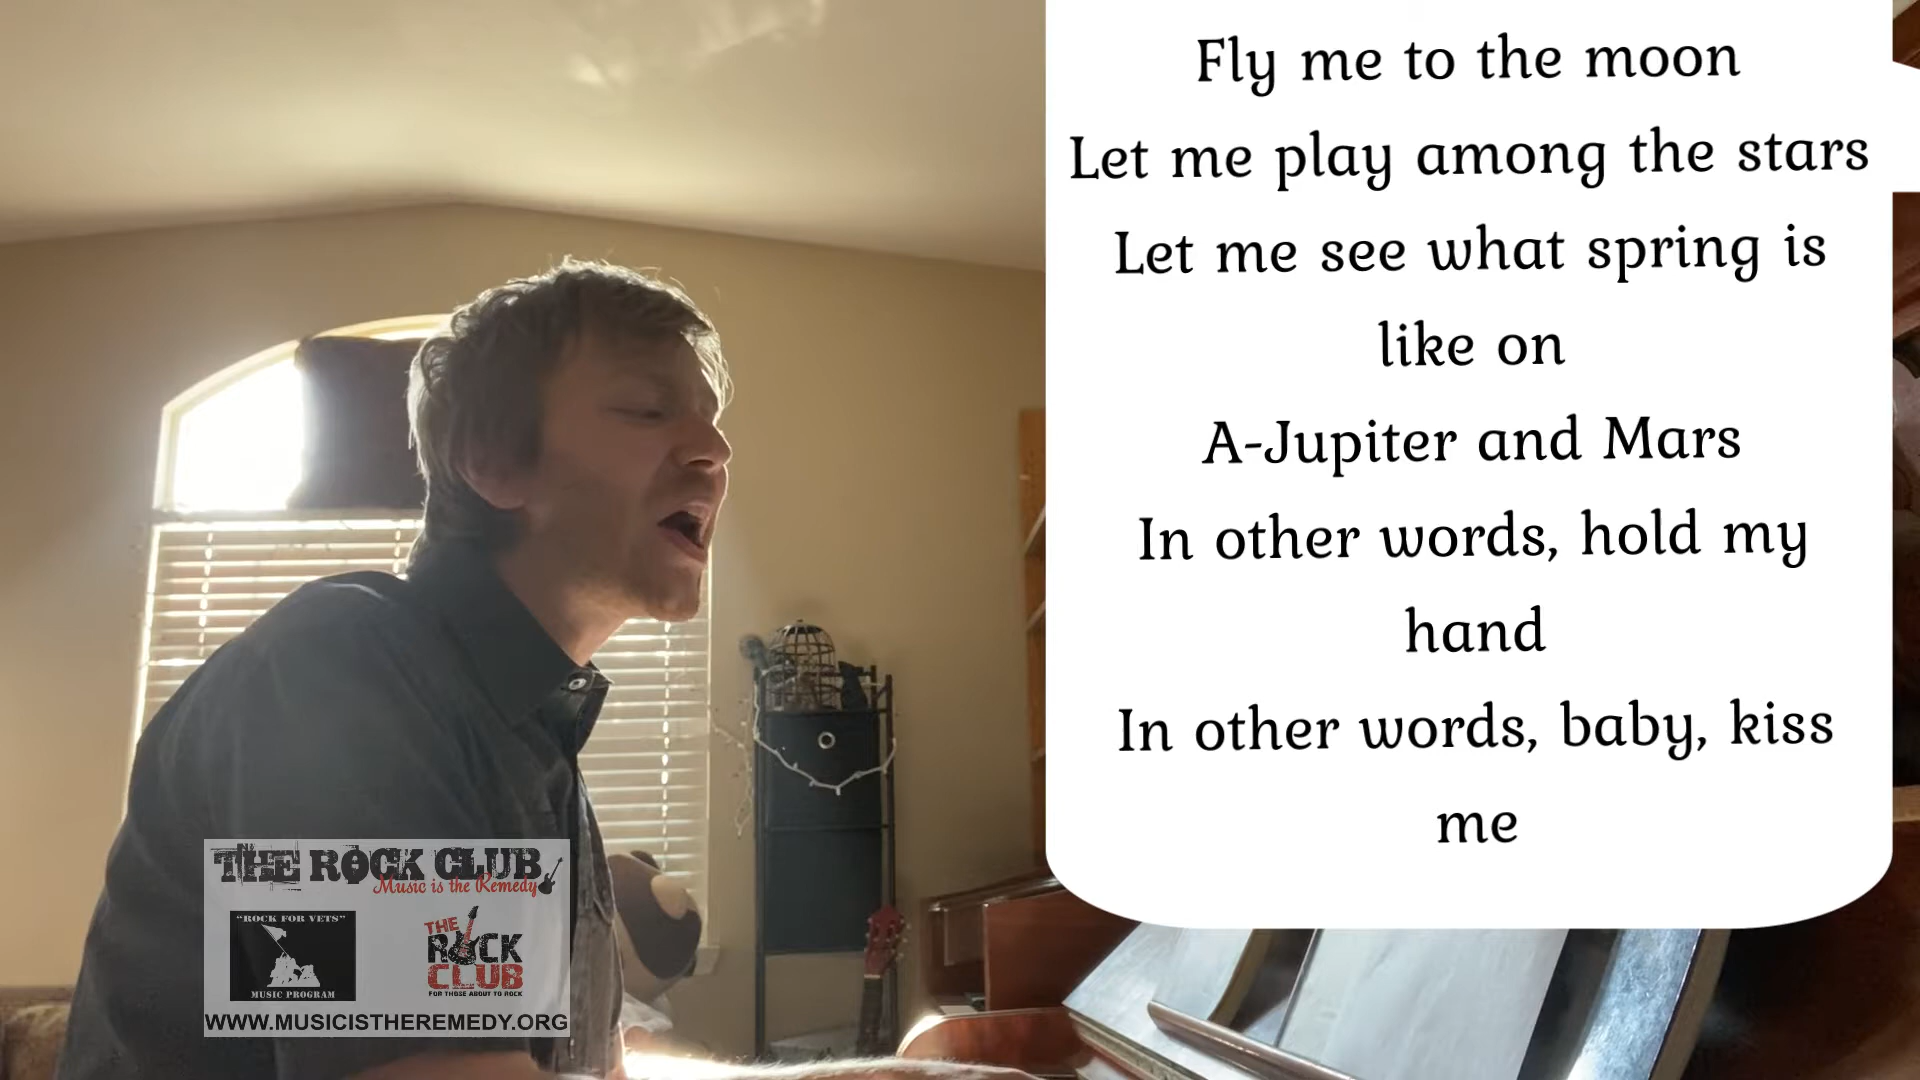 Fly me to the moon
Let me play among the stars
Let me see what spring is
like on
A-Jupiter and Mars
In other words, hold my
hand
In other words, baby, kiss
me
THE ROCK CLUB
Music is the Remedy
"ROCK FOR VETS"
MUSIC PROGRAM
THE
ROCK
CLUB
FOR THOSE ABOUT TO ROCK
WWW.MUSICISTHEREMEDY.ORG